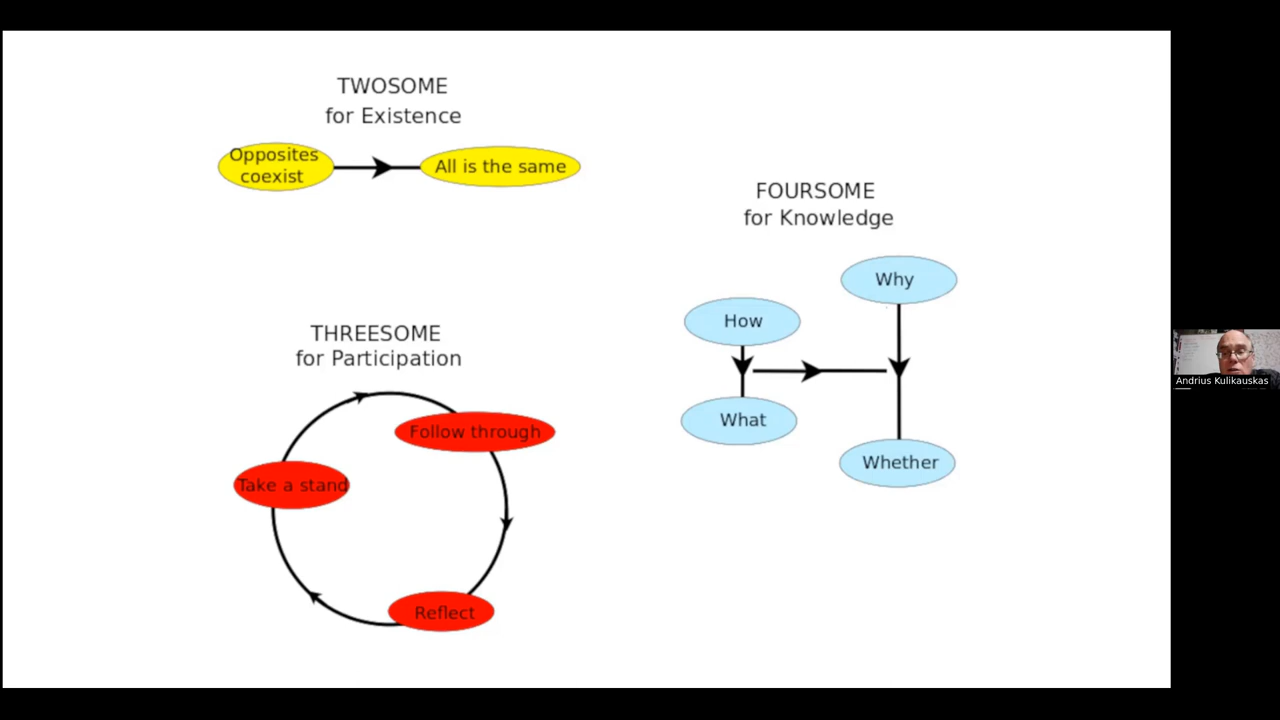 TWOSOME
for Existence
Opposites
coexist
All is the same
FOURSOME
for Knowledge
Why
How
What
Whether
THREESOME
for Participation
Follow through
Take a stand
Reflect
Andrius Kulikauskas